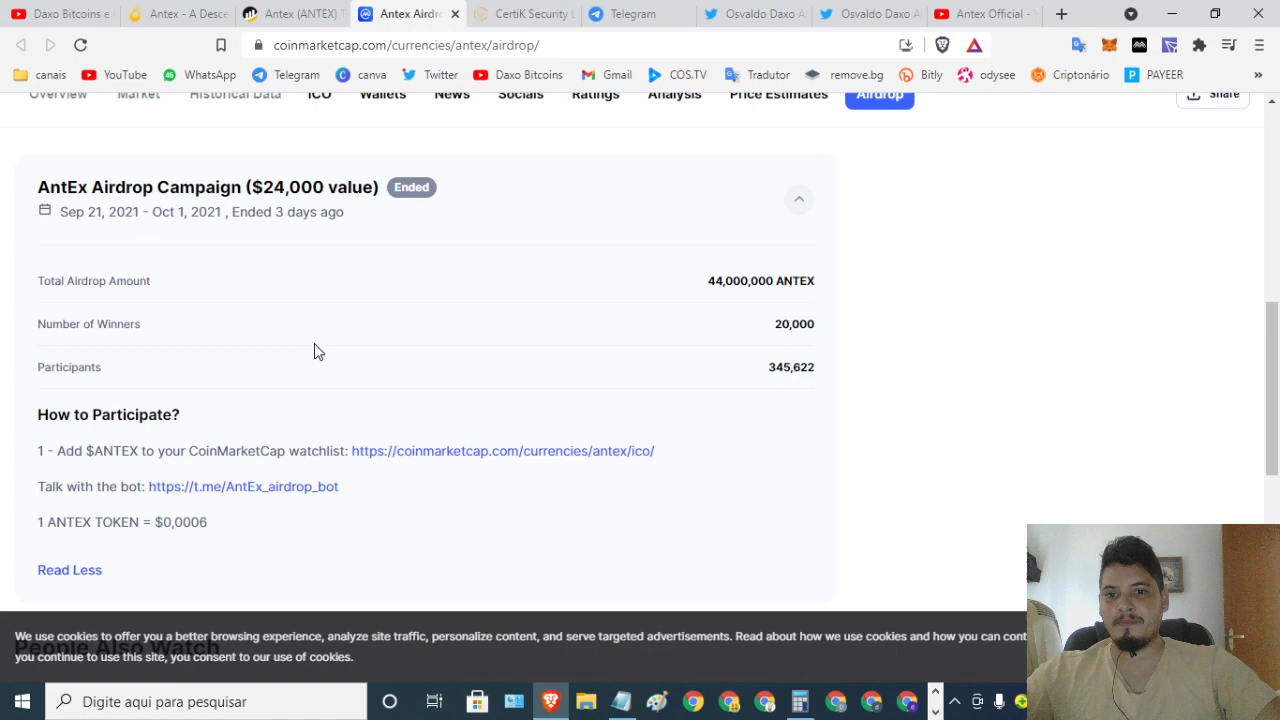 Daxo Bitcoins e
Antex - A Desce
Antex (ANTEX) T
Antex Airdr
CertiK Security L
Telegram
Osvaldo Daxo A
Osvaldo Daxo A
Antex Official - Y
coinmarketcap.com/currencies/antex/airdrop/
canais
YouTube
WhatsApp
Telegram
canva
Twitter
Daxo Bitcoins
Gmail
COS.TV
Tradutor
remove.bg
Bitly
odysee
Criptonário
PAYEER
Overview
Market
Historical Data
ICO
Wallets
News
Socials
Ratings
Analysis
Price Estimates
Airdrop
Share
AntEx Airdrop Campaign ($24,000 value) Ended
Sep 21, 2021 - Oct 1, 2021 , Ended 3 days ago
Total Airdrop Amount 44,000,000 ANTEX
Number of Winners 20,000
Participants 345,622
How to Participate?
1 - Add $ANTEX to your CoinMarketCap watchlist: https://coinmarketcap.com/currencies/antex/ico/
Talk with the bot: https://t.me/AntEx_airdrop_bot
1 ANTEX TOKEN = $0,0006
Read Less
People Also Watch
We use cookies to offer you a better browsing experience, analyze site traffic, personalize content, and serve targeted advertisements. Read about how we use cookies and how you can cont
you continue to use this site, you consent to our use of cookies.
Digite aqui para pesquisar